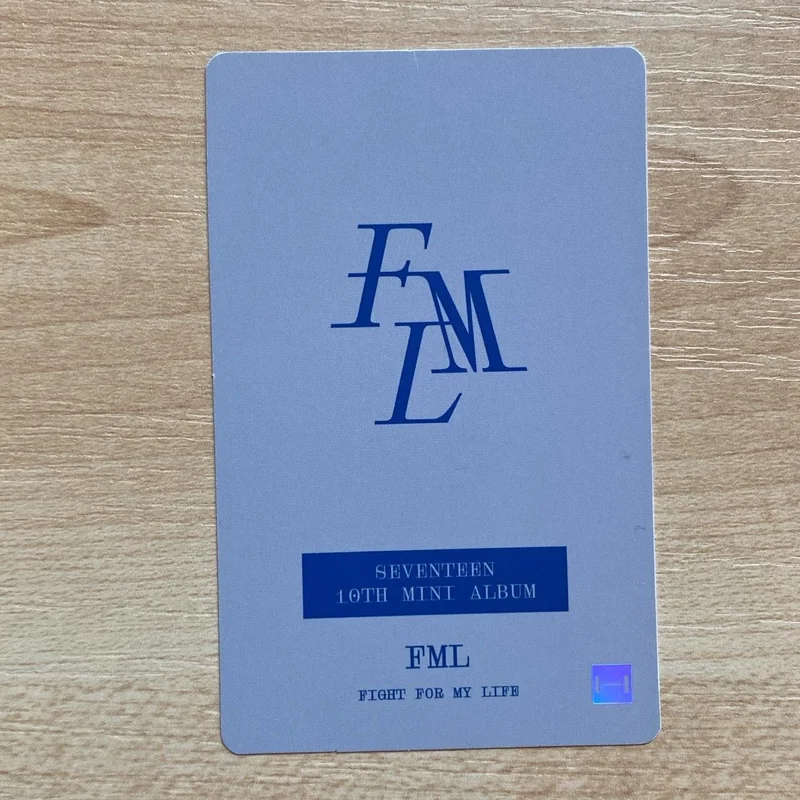 FML
SEVENTEEN
10TH MINI ALBUM
FML
FIGHT FOR MY LIFE